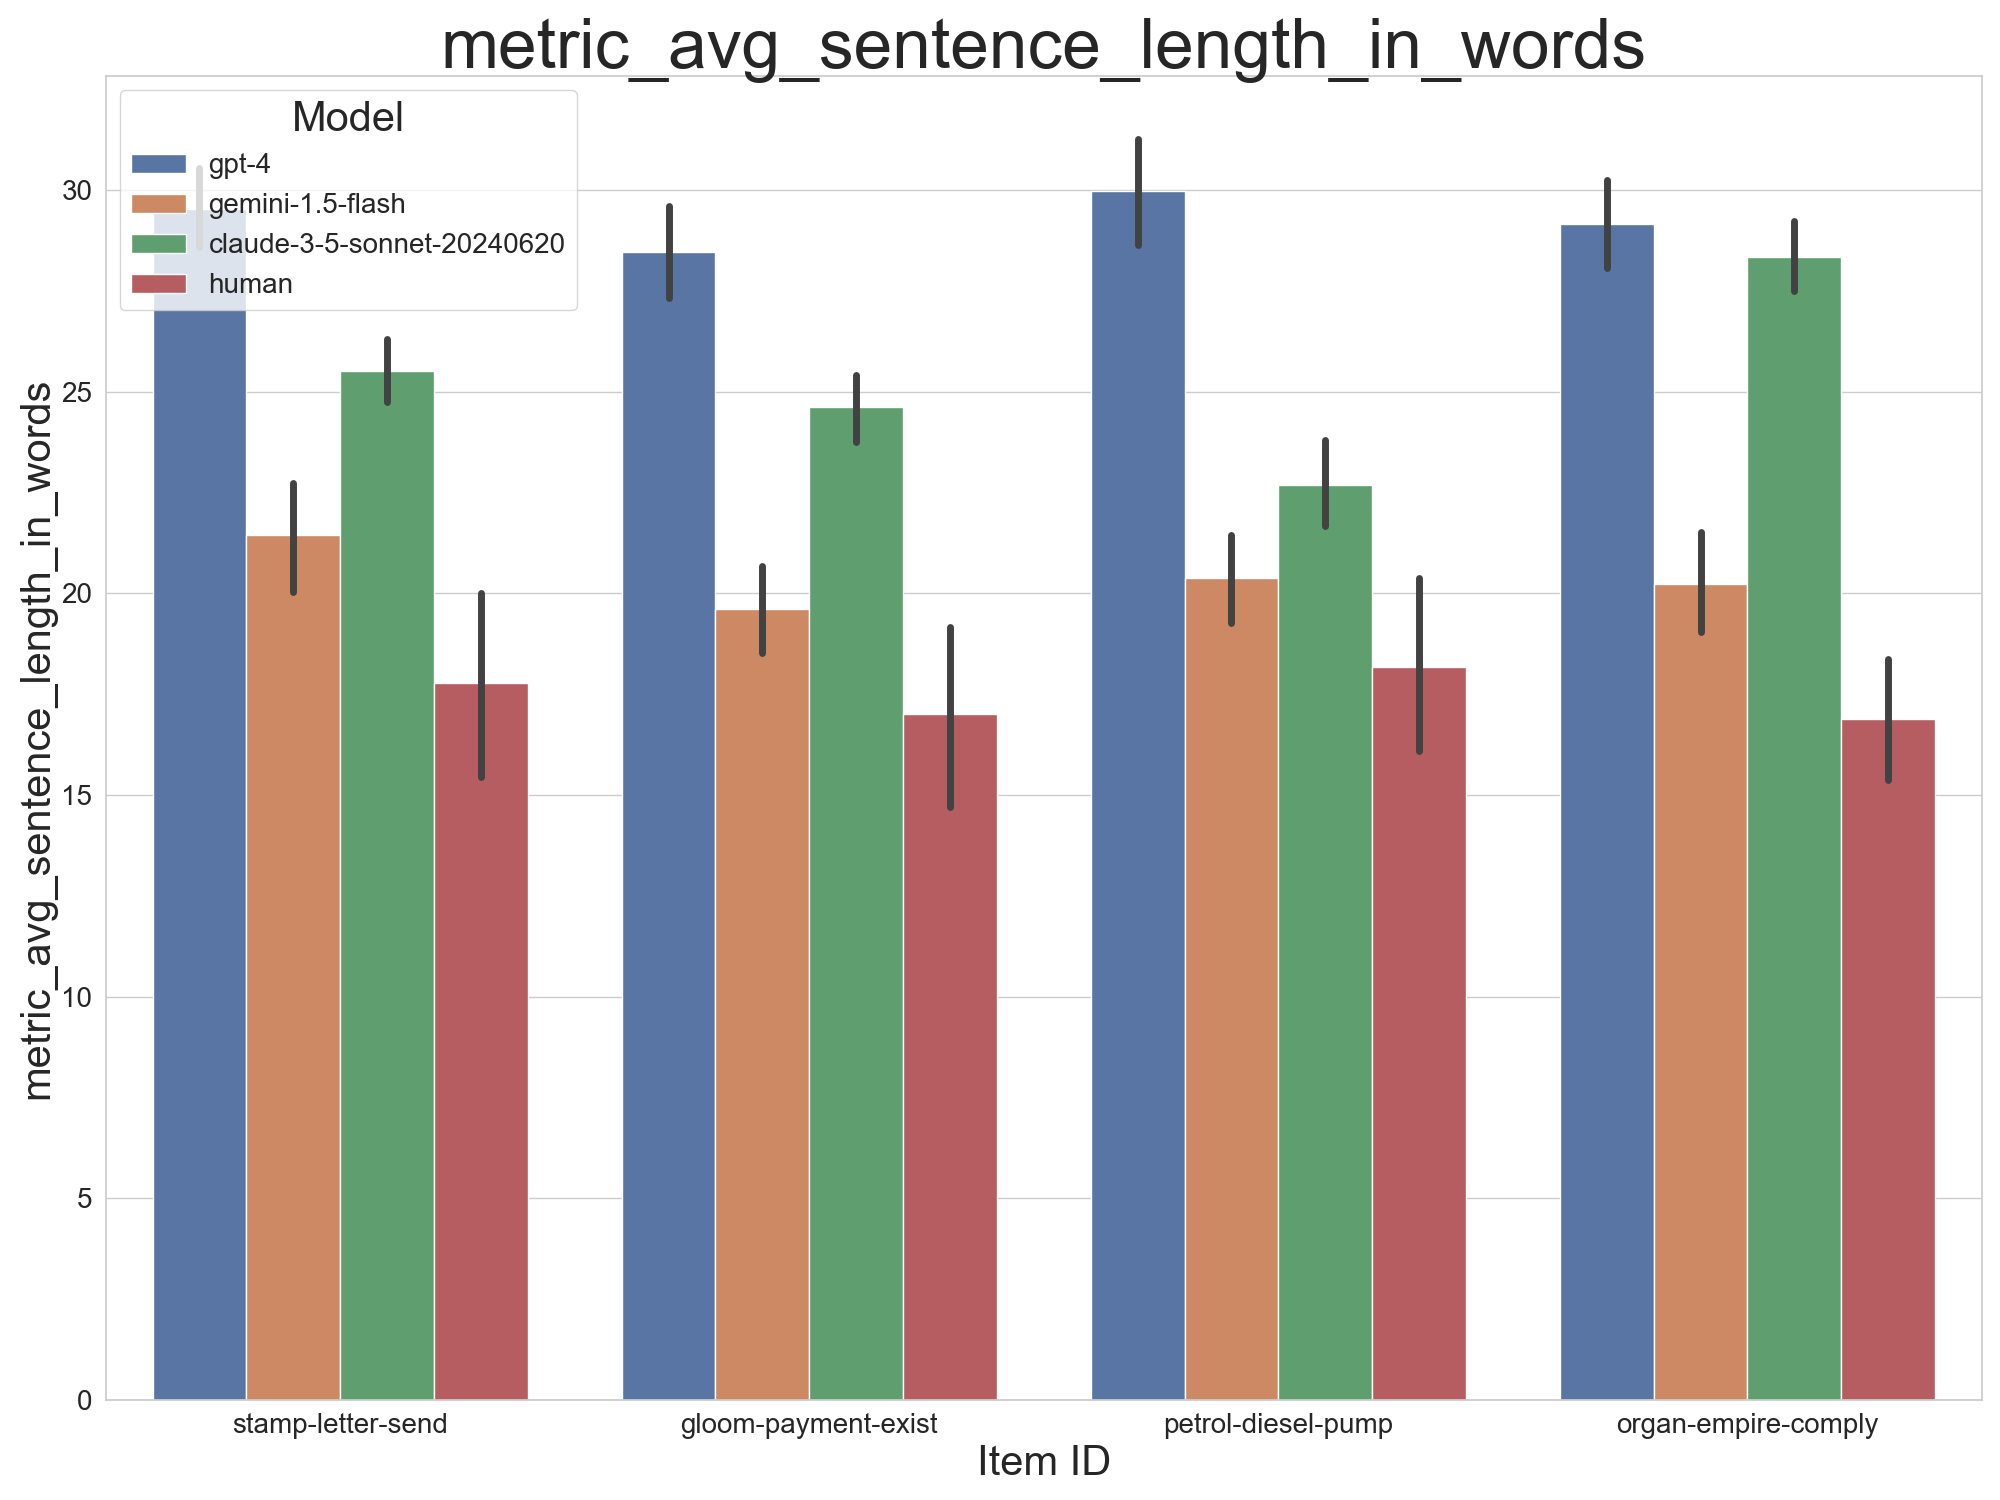 metric_avg_sentence_length_in_words
Model
gpt-4
gemini-1.5-flash
claude-3-5-sonnet-20240620
human
metric_avg_sentence_length_in_words
30
25
20
15
10
5
0
stamp-letter-send
gloom-payment-exist
petrol-diesel-pump
organ-empire-comply
Item ID